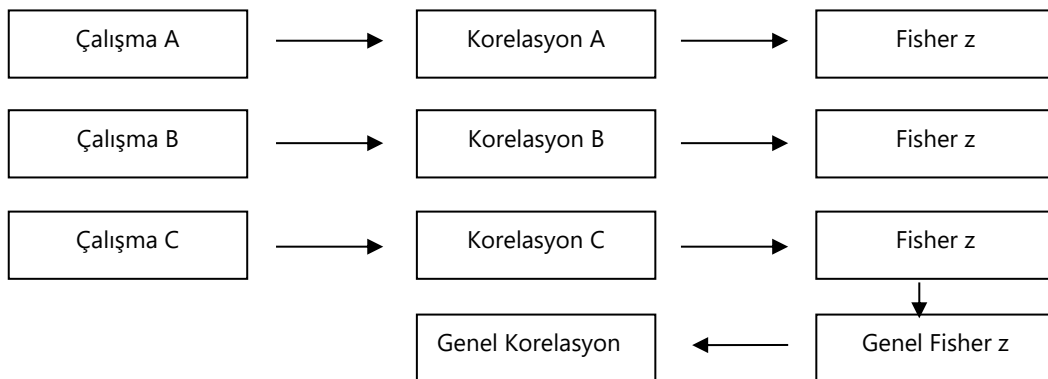 Çalışma A
Korelasyon A
Fisher z
Çalışma B
Korelasyon B
Fisher z
Çalışma C
Korelasyon C
Fisher z
Genel Korelasyon
Genel Fisher z